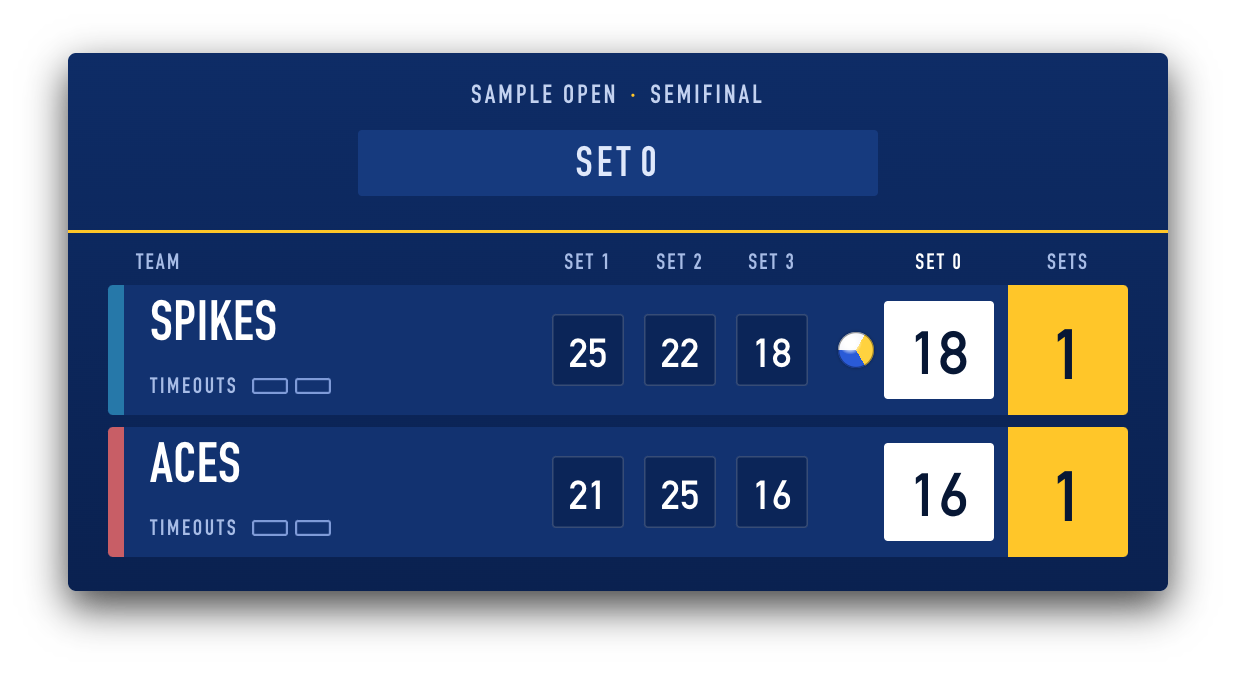 SAMPLE OPEN · SEMIFINAL
SET 0
TEAM SET 1 SET 2 SET 3 SET 0 SETS
SPIKES 25 22 18 18 1
TIMEOUTS
ACES 21 25 16 16 1
TIMEOUTS